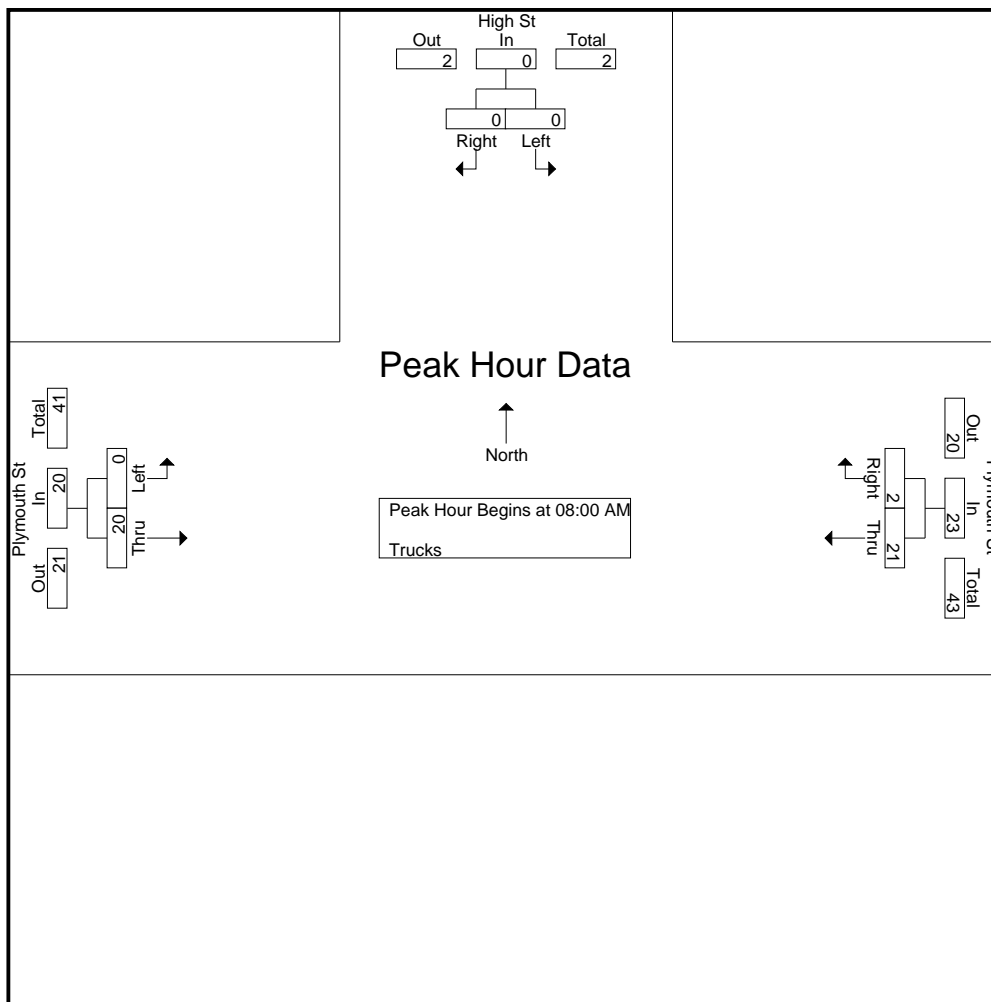 High St
Out In Total
2 0 2
0 0
Right Left
Peak Hour Data
North
Peak Hour Begins at 08:00 AM
Trucks
Plymouth St
Total
41
In
20
Out
21
0
Left
20
Thru
Right
2
Thru
21
Out
20
In
23
Total
43
Plymouth St